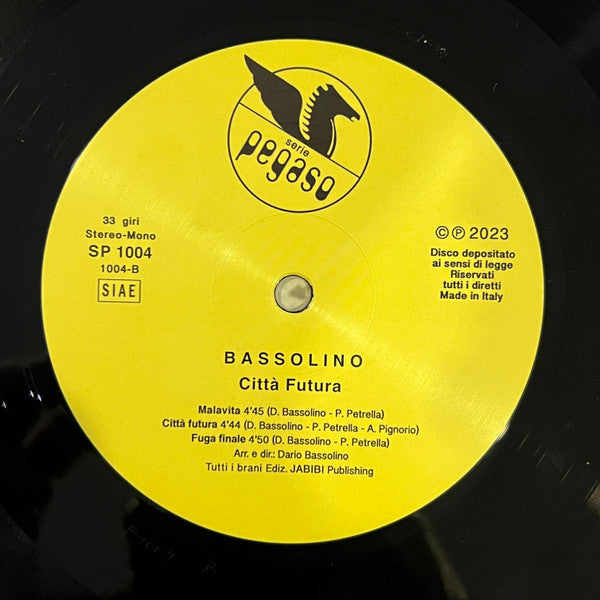 serie
pegaso
33 giri
Stereo-Mono
SP 1004
1004-B
SIAE
© ℗ 2023
Disco depositato
ai sensi di legge
Riservati
tutti i diretti
Made in Italy
BASSOLINO
Città Futura
Malavita 4'45 (D. Bassolino - P. Petrella)
Città futura 4'44 (D. Bassolino - P. Petrella - A. Pignorio)
Fuga finale 4'50 (D. Bassolino - P. Petrella)
Arr. e dir.: Dario Bassolino
Tutti i brani Ediz. JABIBI Publishing